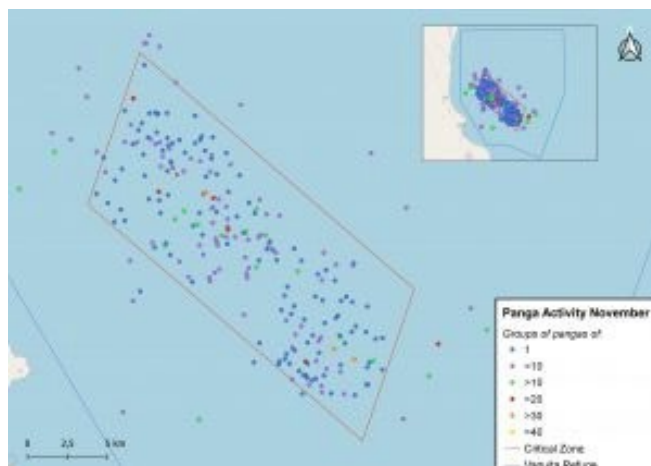 Panga Activity November
Groups of pangas of:
1
<10
>10
>20
>30
>40
Critical Zone
Vaquita Refuge
0 2,5 5 km